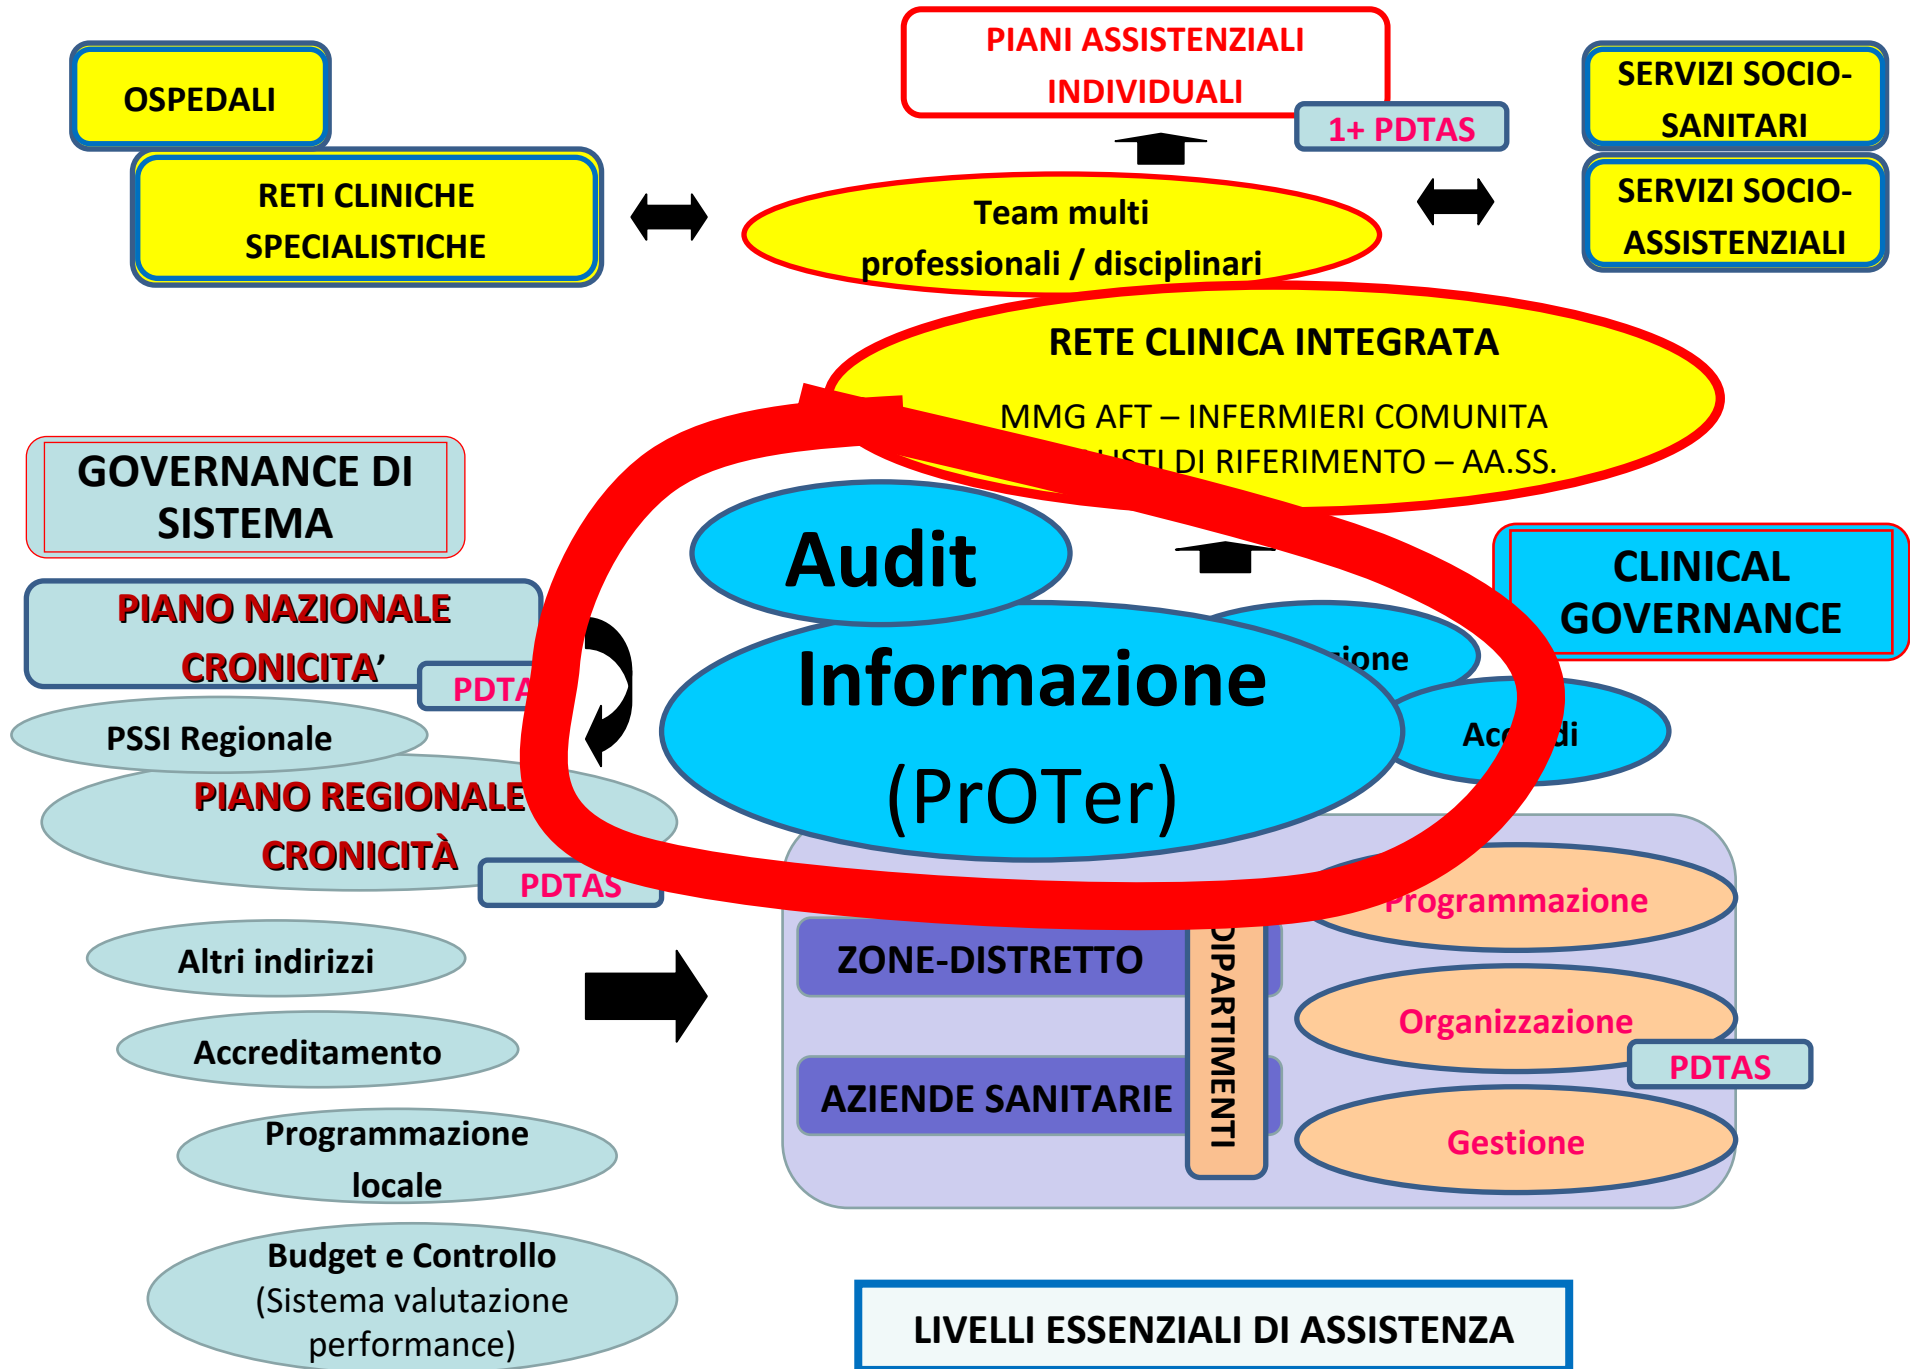 OSPEDALI
RETI CLINICHE
SPECIALISTICHE
PIANI ASSISTENZIALI
INDIVIDUALI
1+ PDTAS
Team multi
professionali / disciplinari
SERVIZI SOCIO-
SANITARI
SERVIZI SOCIO-
ASSISTENZIALI
RETE CLINICA INTEGRATA
MMG AFT – INFERMIERI COMUNITA
DI RIFERIMENTO – AA.SS.
GOVERNANCE DI
SISTEMA
PIANO NAZIONALE
CRONICITA’
PSSI Regionale
PIANO REGIONALE
CRONICITÀ
PDTAS
Altri indirizzi
Accreditamento
Programmazione
locale
Budget e Controllo
(Sistema valutazione
performance)
Audit
Informazione
(PrOTer)
CLINICAL
GOVERNANCE
ZONE-DISTRETTO
AZIENDE SANITARIE
DIPARTIMENTI
Programmazione
Organizzazione
PDTAS
Gestione
LIVELLI ESSENZIALI DI ASSISTENZA